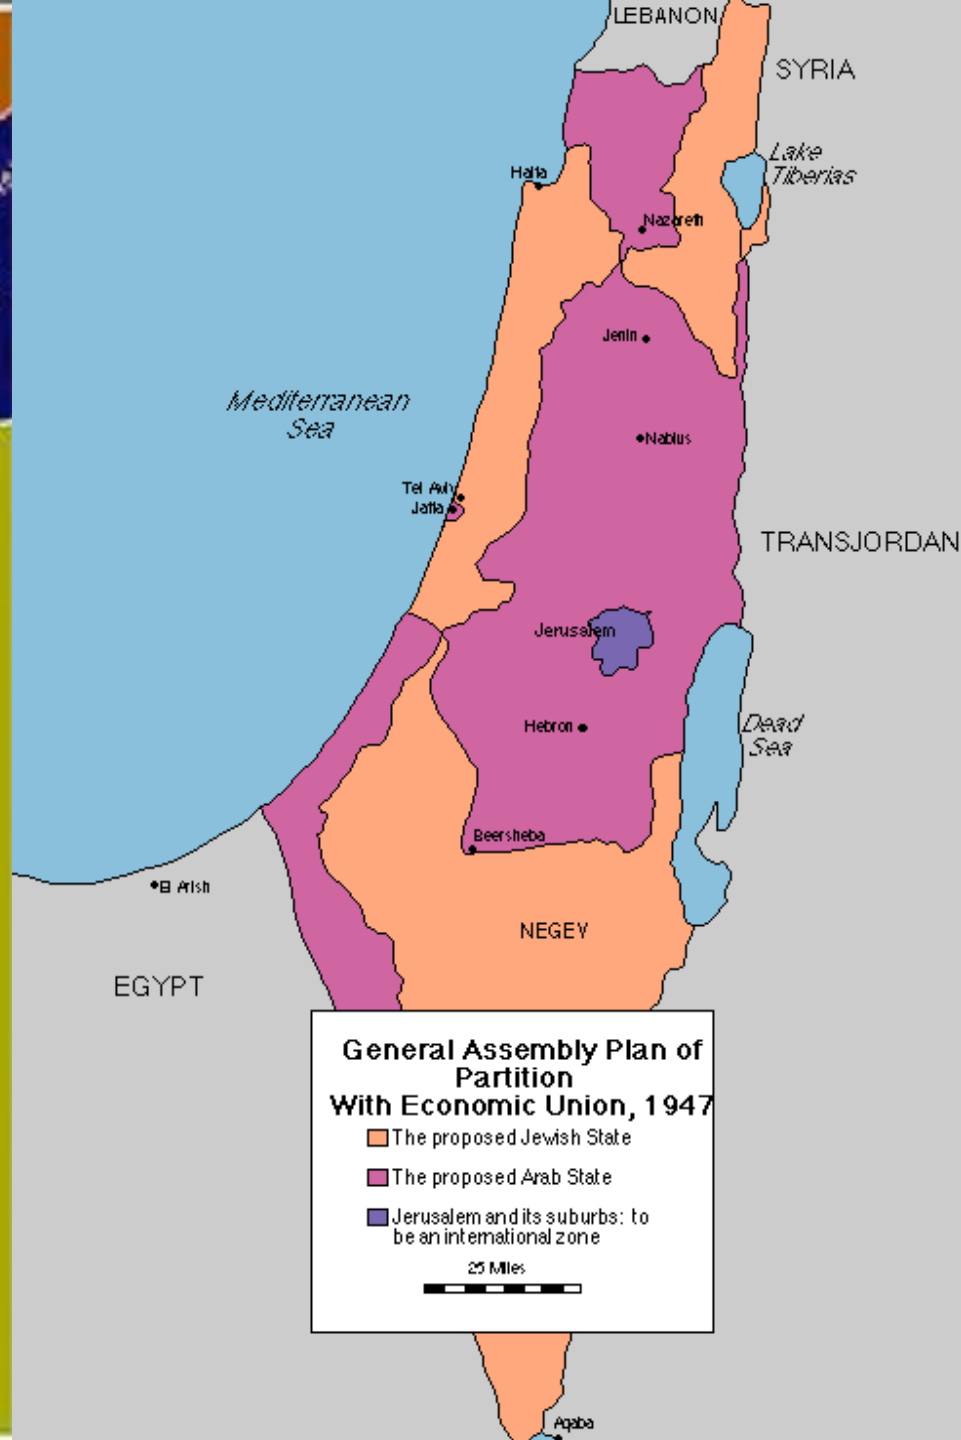 LEBANON
SYRIA
Lake
Tiberias
Haifa
Nazareth
Jenin
Mediterranean
Sea
Nablus
Tel Aviv
Jaffa
TRANSJORDAN
Jerusalem
Hebron
Dead
Sea
Beersheba
El Arish
NEGEV
EGYPT
General Assembly Plan of
Partition
With Economic Union, 1947
The proposed Jewish State
The proposed Arab State
Jerusalem and its suburbs: to
be an international zone
25 Miles
Aqaba